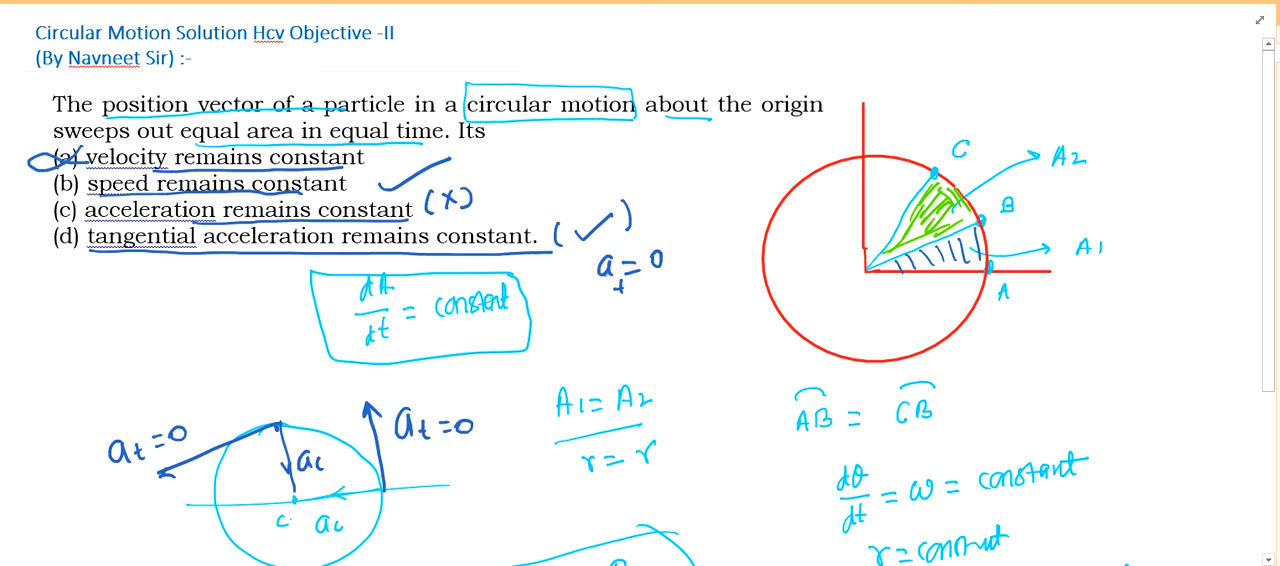 Circular Motion Solution Hcv Objective -II
(By Navneet Sir) :-
The position vector of a particle in a circular motion about the origin
sweeps out equal area in equal time. Its
(a) velocity remains constant
(b) speed remains constant
(c) acceleration remains constant (×)
(d) tangential acceleration remains constant. (✓)
a_t = 0
dA/dt = constant
C
A2
B
A1
A
A1 = A2
r = r
AB = CB
dθ/dt = ω = constant
r = constant
at = 0
ac
at = 0
c
ac